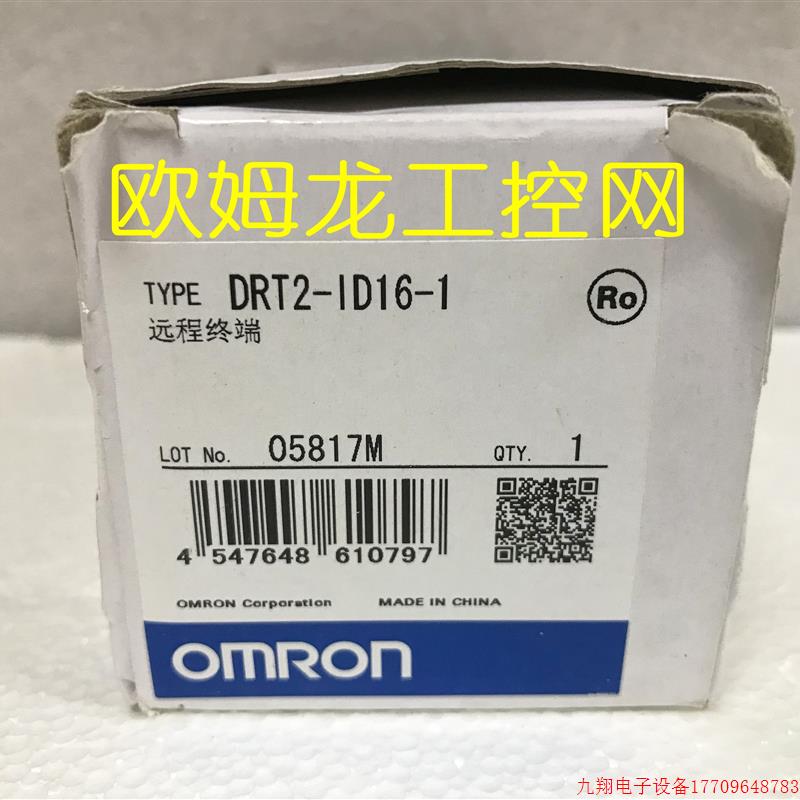 欧姆龙工控网
TYPE DRT2-ID16-1
Ro
远程终端
LOT No. 05817M QTY. 1
4 547648 610797
OMRON Corporation MADE IN CHINA
OMRON
九翔电子设备17709648783